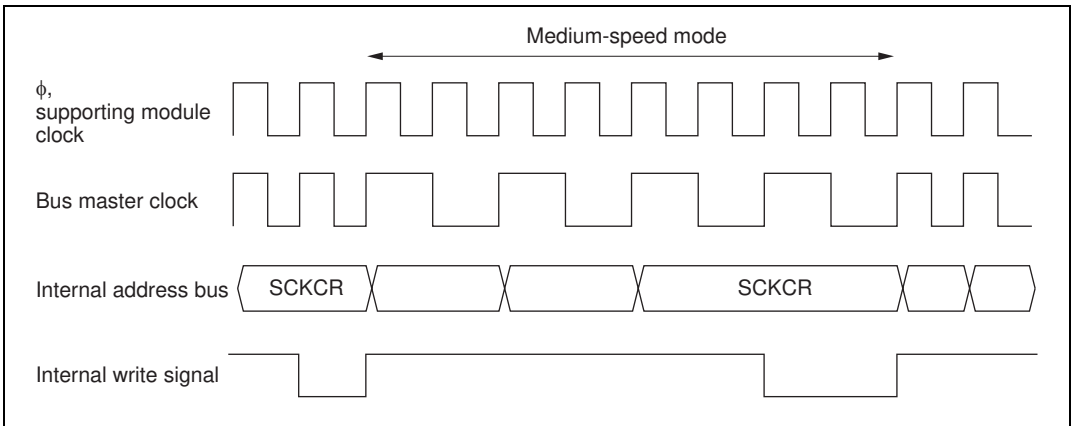 Medium-speed mode
ϕ,
supporting module
clock
Bus master clock
Internal address bus
SCKCR
SCKCR
Internal write signal